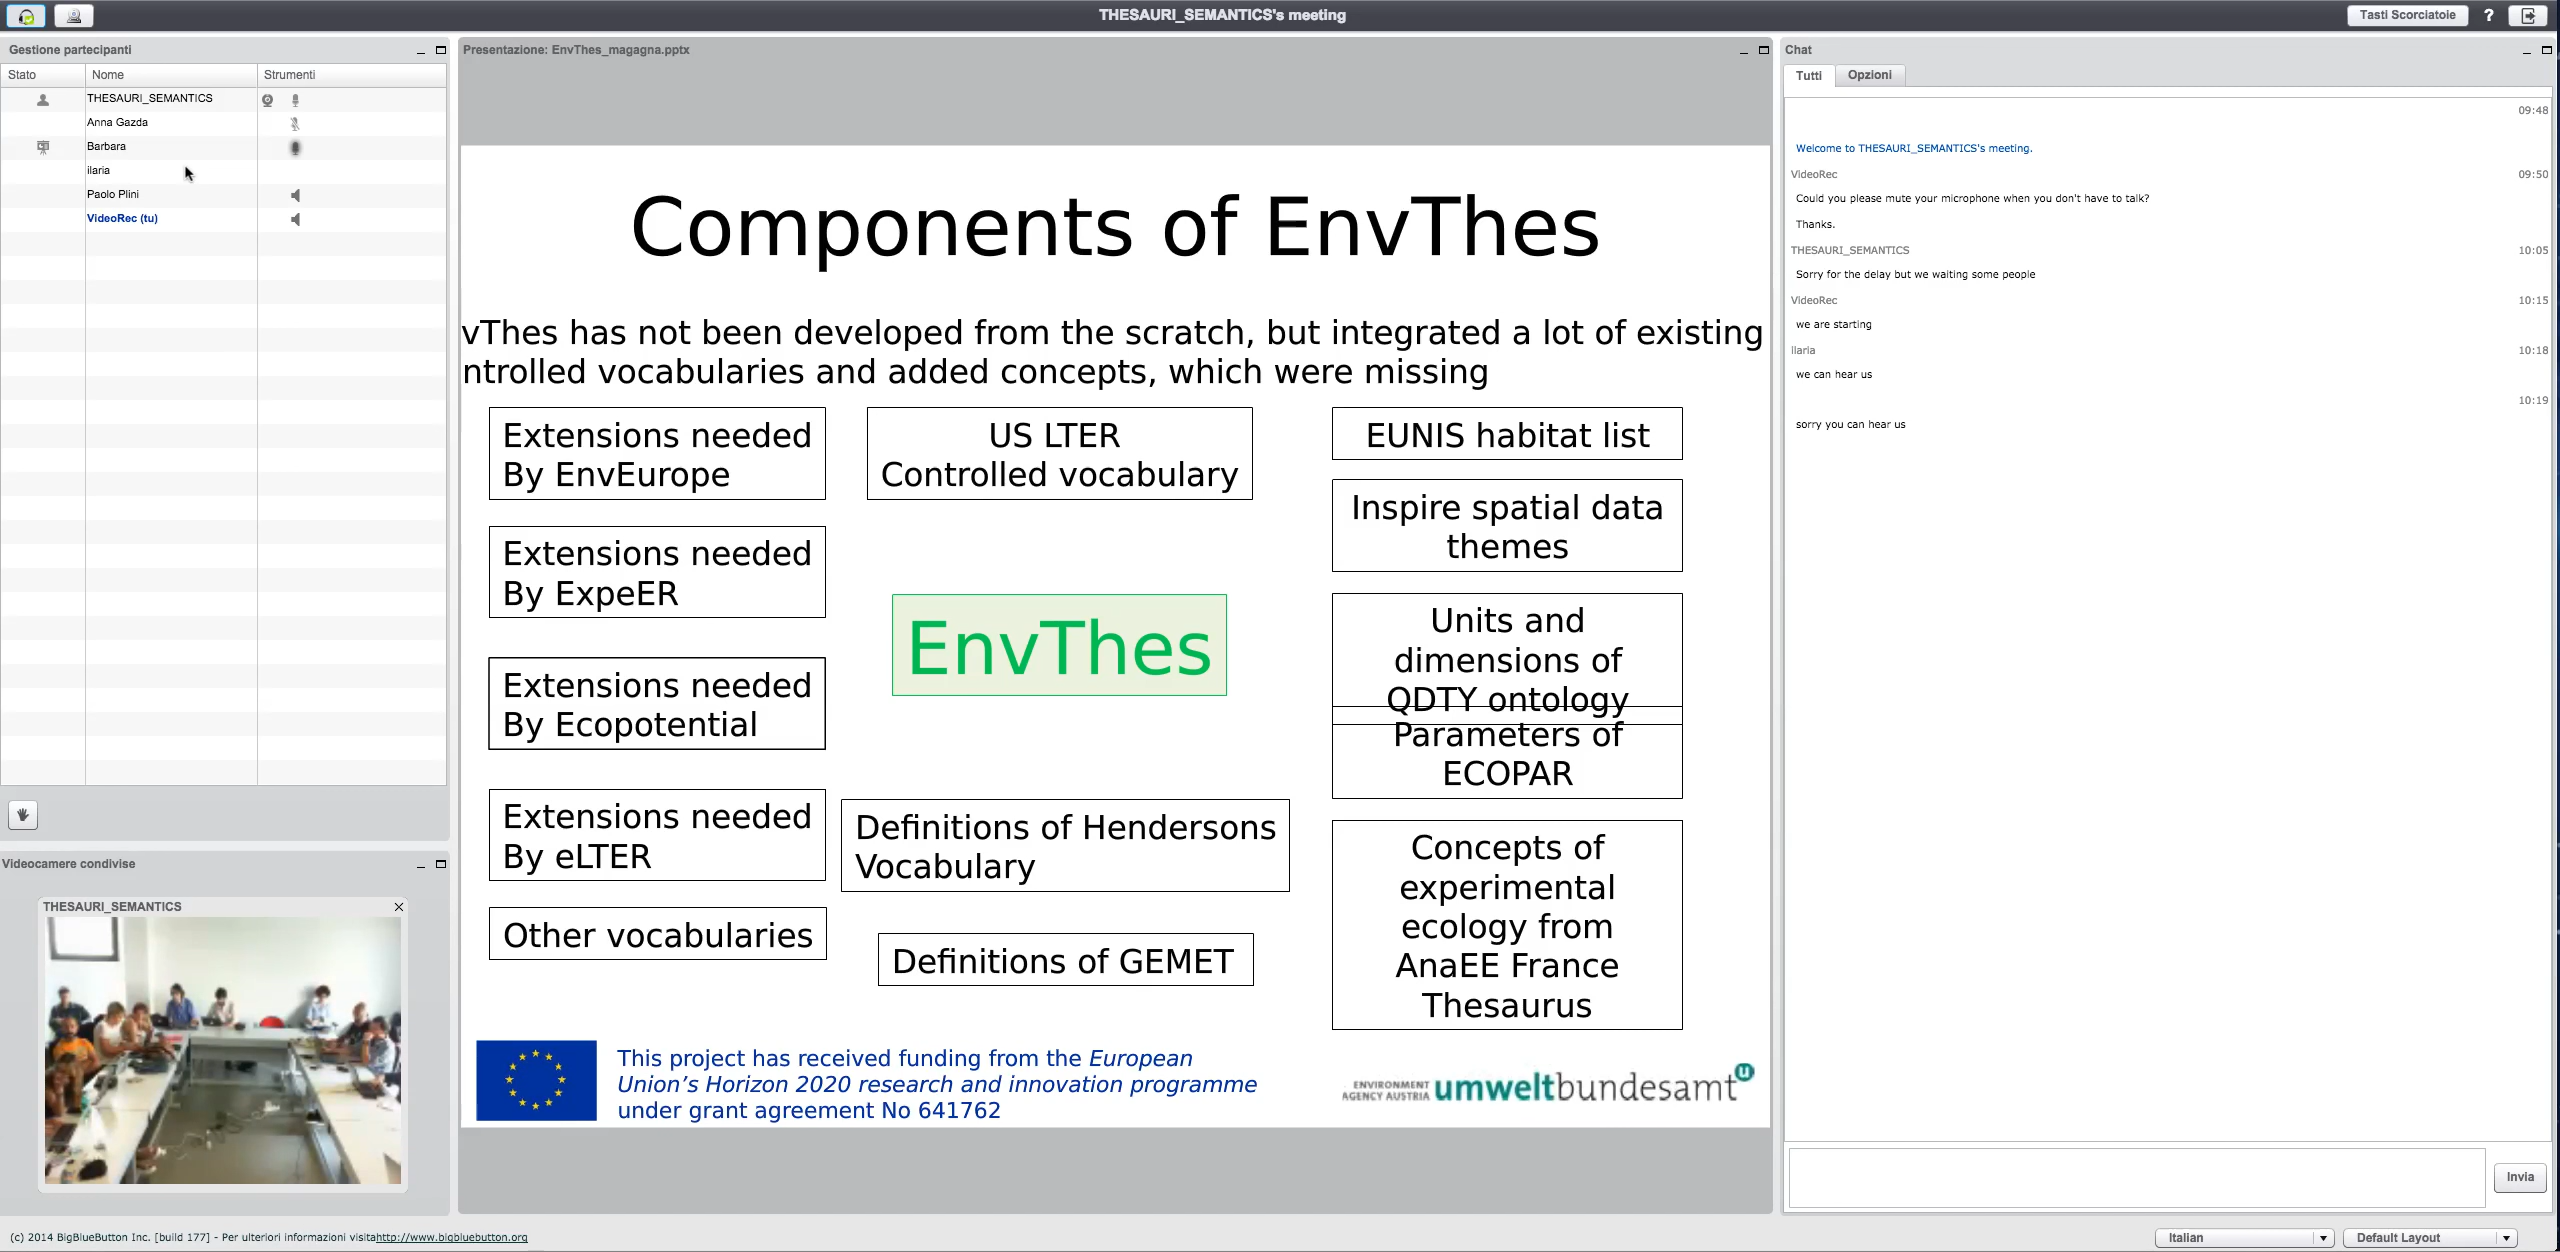 THESAURI_SEMANTICS's meeting
Tasti Scorciatoie
?
Gestione partecipanti
Stato Nome Strumenti
THESAURI_SEMANTICS
Anna Gazda
Barbara
ilaria
Paolo Plini
VideoRec (tu)
Videocamere condivise
THESAURI_SEMANTICS
Presentazione: EnvThes_magagna.pptx
Components of EnvThes
vThes has not been developed from the scratch, but integrated a lot of existing
ntrolled vocabularies and added concepts, which were missing
Extensions needed
By EnvEurope
Extensions needed
By ExpeER
Extensions needed
By Ecopotential
Extensions needed
By eLTER
Other vocabularies
US LTER
Controlled vocabulary
EnvThes
Definitions of Hendersons
Vocabulary
Definitions of GEMET
EUNIS habitat list
Inspire spatial data
themes
Units and
dimensions of
QDTY ontology
Parameters of
ECOPAR
Concepts of
experimental
ecology from
AnaEE France
Thesaurus
This project has received funding from the European
Union’s Horizon 2020 research and innovation programme
under grant agreement No 641762
ENVIRONMENT
AGENCY AUSTRIA umweltbundesamt
Chat
Tutti Opzioni
09:48
Welcome to THESAURI_SEMANTICS's meeting.
VideoRec 09:50
Could you please mute your microphone when you don't have to talk?
Thanks.
THESAURI_SEMANTICS 10:05
Sorry for the delay but we waiting some people
VideoRec 10:15
we are starting
ilaria 10:18
we can hear us
10:19
sorry you can hear us
Invia
(c) 2014 BigBlueButton Inc. [build 177] - Per ulteriori informazioni visitahttp://www.bigbluebutton.org
Italian
Default Layout